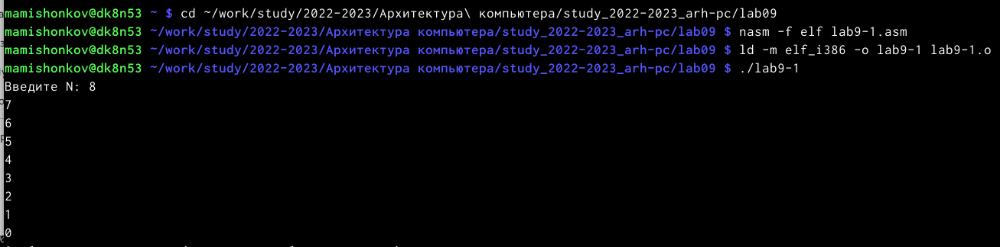 mamishonkov@dk8n53 ~ $ cd ~/work/study/2022-2023/Архитектура\ компьютера/study_2022-2023_arh-pc/lab09
mamishonkov@dk8n53 ~/work/study/2022-2023/Архитектура компьютера/study_2022-2023_arh-pc/lab09 $ nasm -f elf lab9-1.asm
mamishonkov@dk8n53 ~/work/study/2022-2023/Архитектура компьютера/study_2022-2023_arh-pc/lab09 $ ld -m elf_i386 -o lab9-1 lab9-1.o
mamishonkov@dk8n53 ~/work/study/2022-2023/Архитектура компьютера/study_2022-2023_arh-pc/lab09 $ ./lab9-1
Введите N: 8
7
6
5
4
3
2
1
0